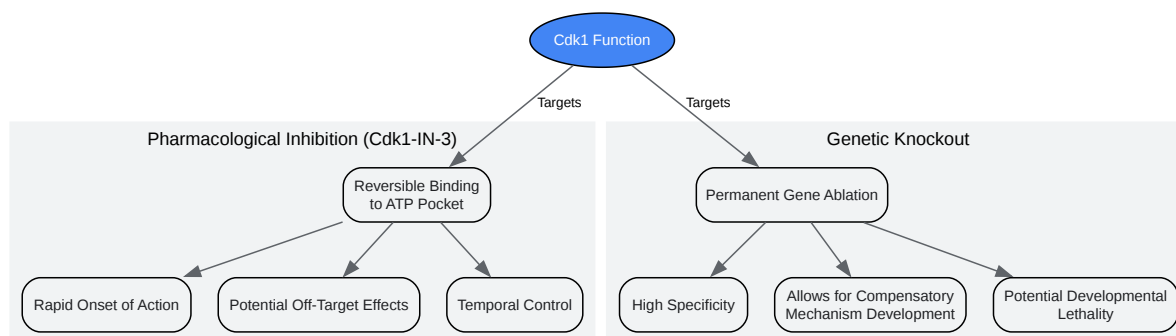 Cdk1 Function
Targets
Targets
Pharmacological Inhibition (Cdk1-IN-3)
Genetic Knockout
Reversible Binding
to ATP Pocket
Permanent Gene Ablation
Rapid Onset of Action
Potential Off-Target Effects
Temporal Control
High Specificity
Allows for Compensatory
Mechanism Development
Potential Developmental
Lethality